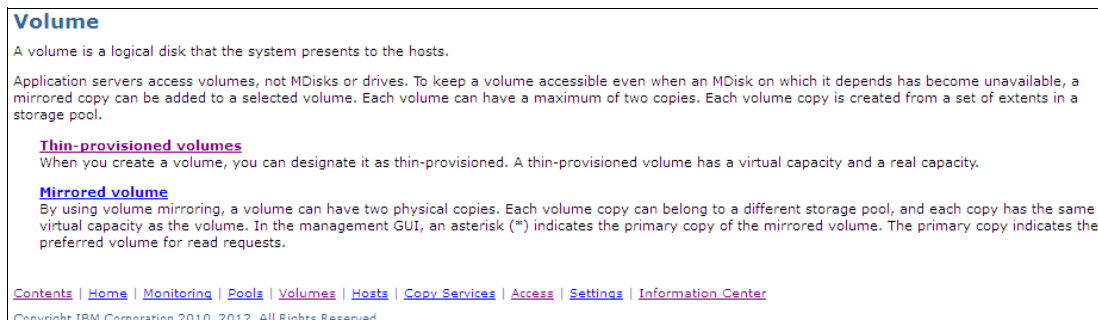 Volume
A volume is a logical disk that the system presents to the hosts.
Application servers access volumes, not MDisks or drives. To keep a volume accessible even when an MDisk on which it depends has become unavailable, a
mirrored copy can be added to a selected volume. Each volume can have a maximum of two copies. Each volume copy is created from a set of extents in a
storage pool.
Thin-provisioned volumes
When you create a volume, you can designate it as thin-provisioned. A thin-provisioned volume has a virtual capacity and a real capacity.
Mirrored volume
By using volume mirroring, a volume can have two physical copies. Each volume copy can belong to a different storage pool, and each copy has the same
virtual capacity as the volume. In the management GUI, an asterisk (*) indicates the primary copy of the mirrored volume. The primary copy indicates the
preferred volume for read requests.
Contents | Home | Monitoring | Pools | Volumes | Hosts | Copy Services | Access | Settings | Information Center
Copyright IBM Corporation 2010, 2012. All Rights Reserved.